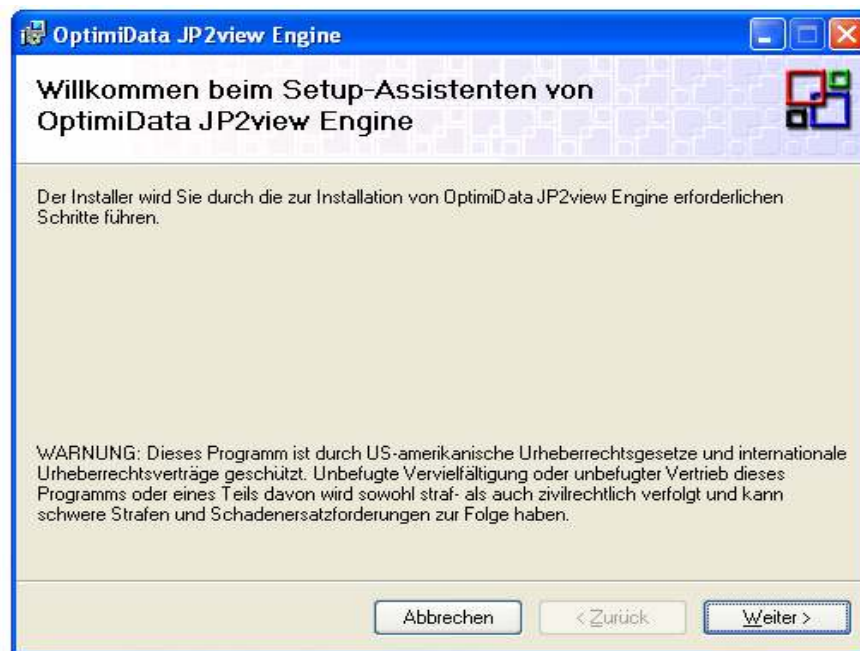 OptimiData JP2view Engine
Willkommen beim Setup-Assistenten von
OptimiData JP2view Engine
Der Installer wird Sie durch die zur Installation von OptimiData JP2view Engine erforderlichen
Schritte führen.
WARNUNG: Dieses Programm ist durch US-amerikanische Urheberrechtsgesetze und internationale
Urheberrechtsverträge geschützt. Unbefugte Vervielfältigung oder unbefugter Vertrieb dieses
Programms oder eines Teils davon wird sowohl straf- als auch zivilrechtlich verfolgt und kann
schwere Strafen und Schadenersatzforderungen zur Folge haben.
Abbrechen < Zurück Weiter >